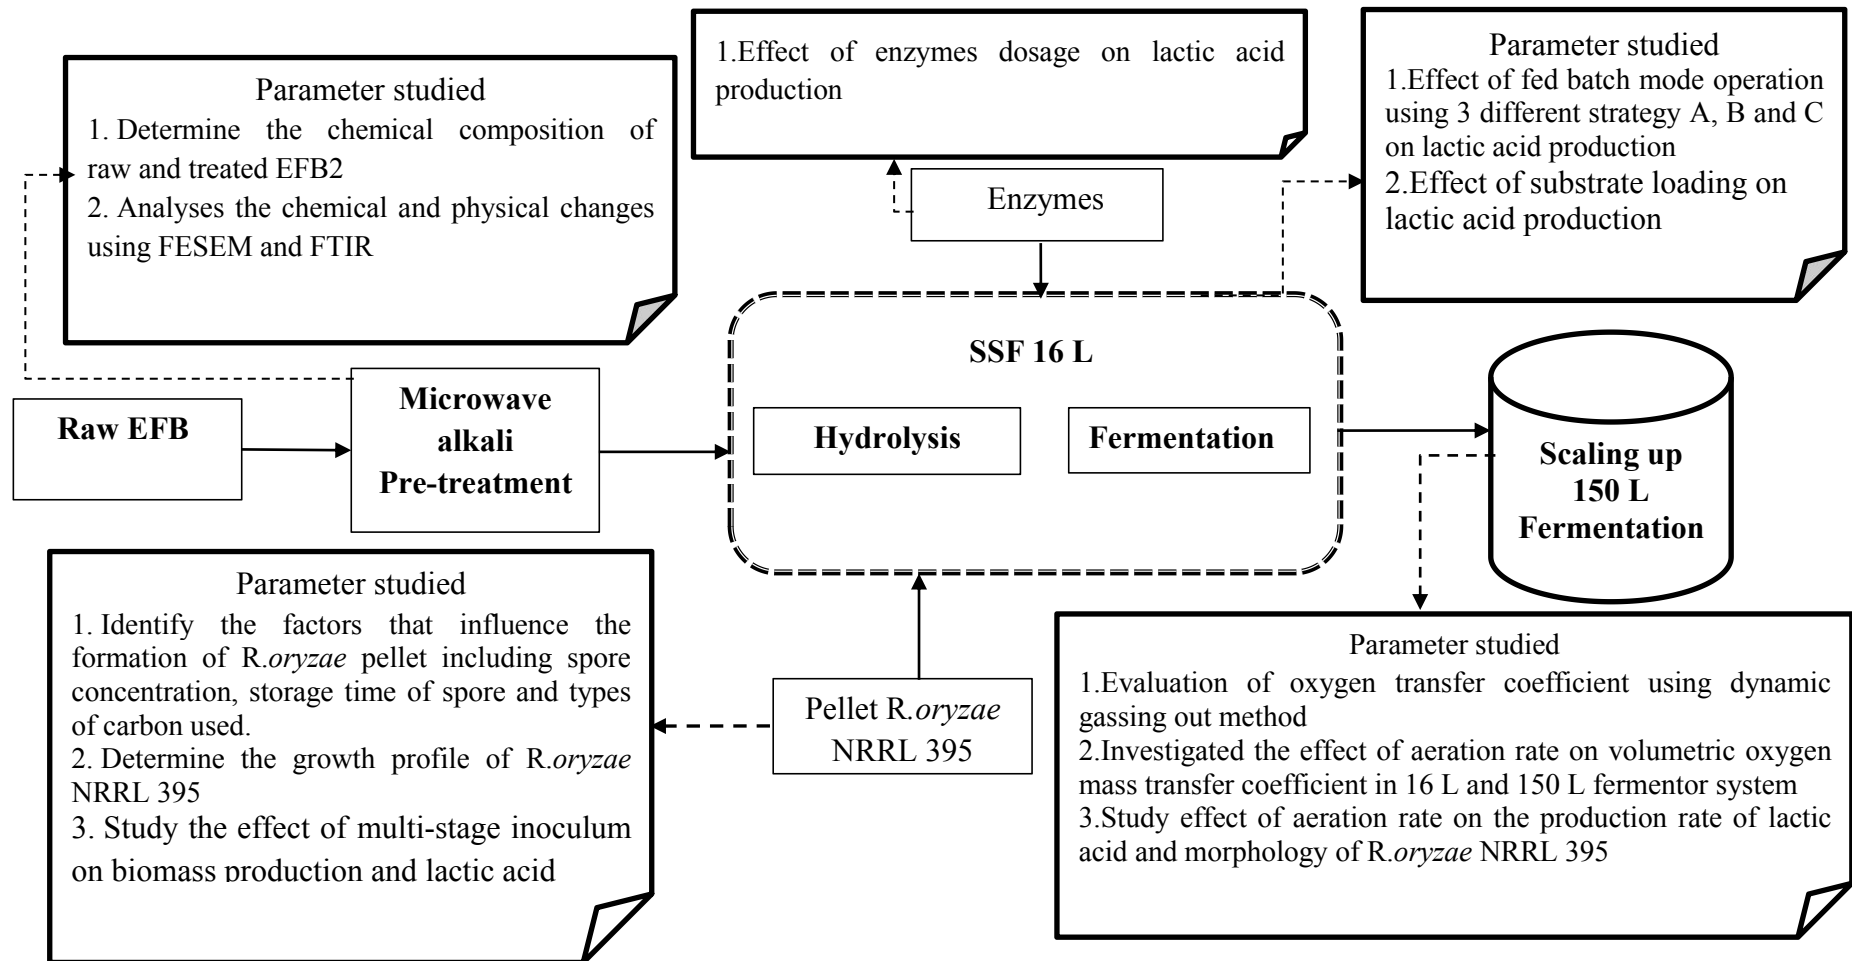 Parameter studied
1. Determine the chemical composition of
raw and treated EFB2
2. Analyses the chemical and physical changes
using FESEM and FTIR
1.Effect of enzymes dosage on lactic acid
production
Parameter studied
1.Effect of fed batch mode operation
using 3 different strategy A, B and C
on lactic acid production
2.Effect of substrate loading on
lactic acid production
Enzymes
Raw EFB
Microwave
alkali
Pre-treatment
SSF 16 L
Hydrolysis
Fermentation
Scaling up
150 L
Fermentation
Parameter studied
1. Identify the factors that influence the
formation of R.oryzae pellet including spore
concentration, storage time of spore and types
of carbon used.
2. Determine the growth profile of R.oryzae
NRRL 395
3. Study the effect of multi-stage inoculum
on biomass production and lactic acid
Pellet R.oryzae
NRRL 395
Parameter studied
1.Evaluation of oxygen transfer coefficient using dynamic
gassing out method
2.Investigated the effect of aeration rate on volumetric oxygen
mass transfer coefficient in 16 L and 150 L fermentor system
3.Study effect of aeration rate on the production rate of lactic
acid and morphology of R.oryzae NRRL 395